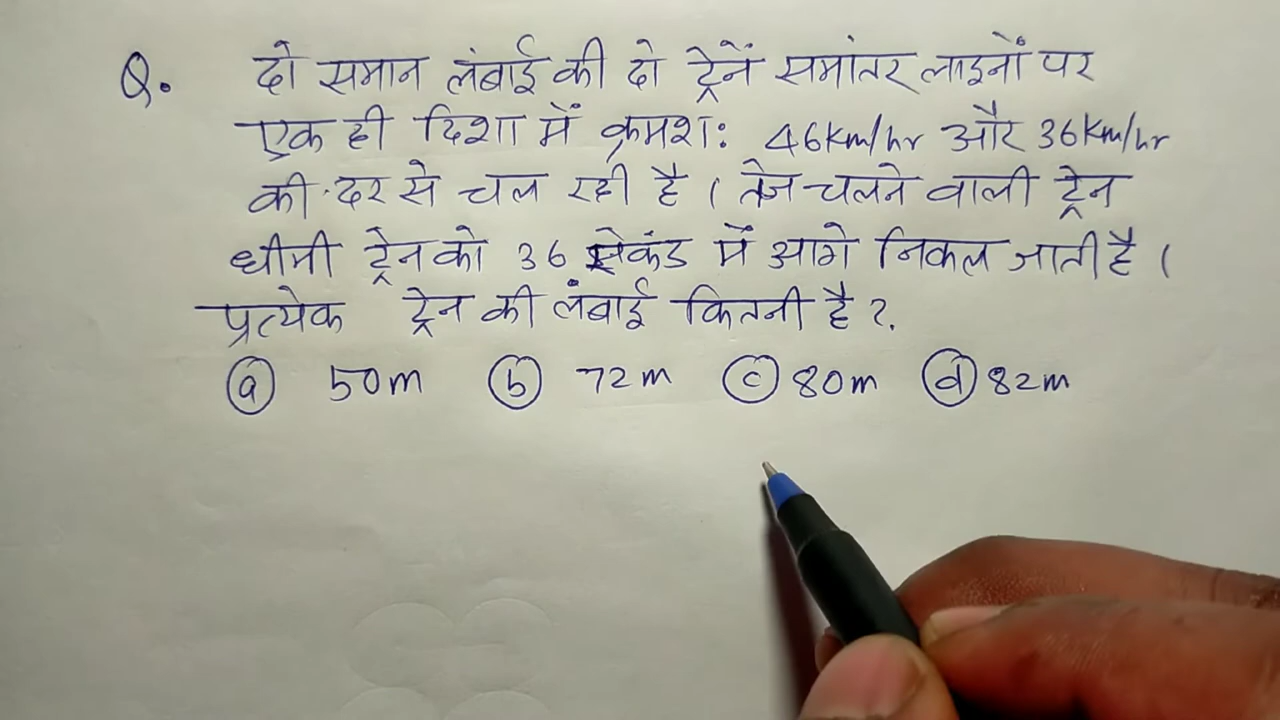 Q. दो समान लंबाई की दो ट्रेनें समांतर लाइनों पर
एक ही दिशा में क्रमश: 46km/hr और 36km/hr
की दर से चल रही है।तेज चलने वाली ट्रेन
धीमी ट्रेन को 36 सेकंड में आगे निकल जाती है।
प्रत्येक ट्रेन की लंबाई कितनी है?.
(a) 50m (b) 72m (c) 80m (d) 82m